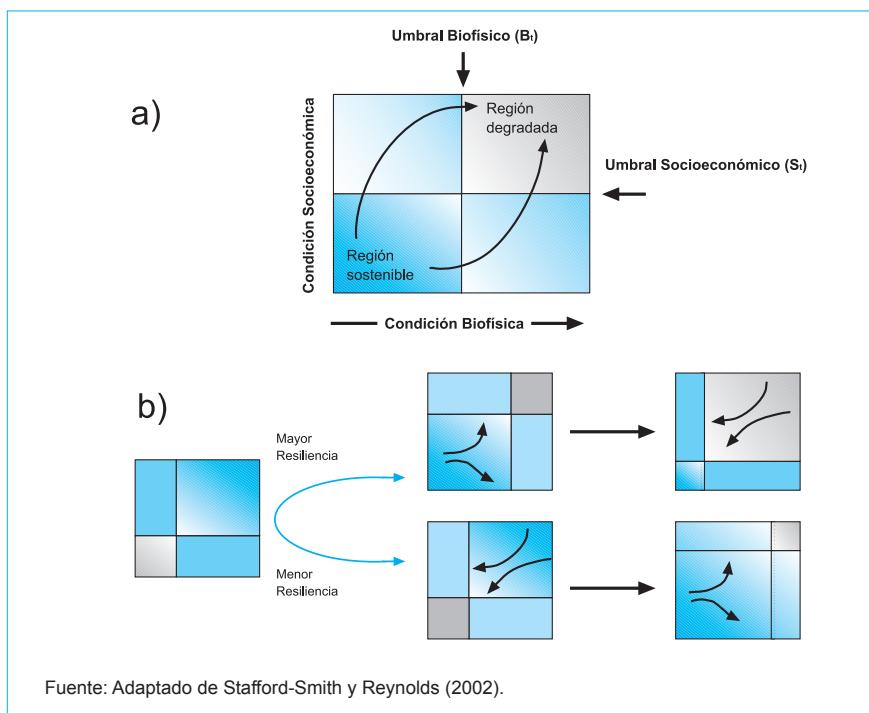 Umbral Biofísico (Bt)
a)
Condición Socioeconómica
Región
degradada
Umbral Socioeconómico (St)
Región
sostenible
Condición Biofísica
b)
Mayor
Resiliencia
Menor
Resiliencia
Fuente: Adaptado de Stafford-Smith y Reynolds (2002).